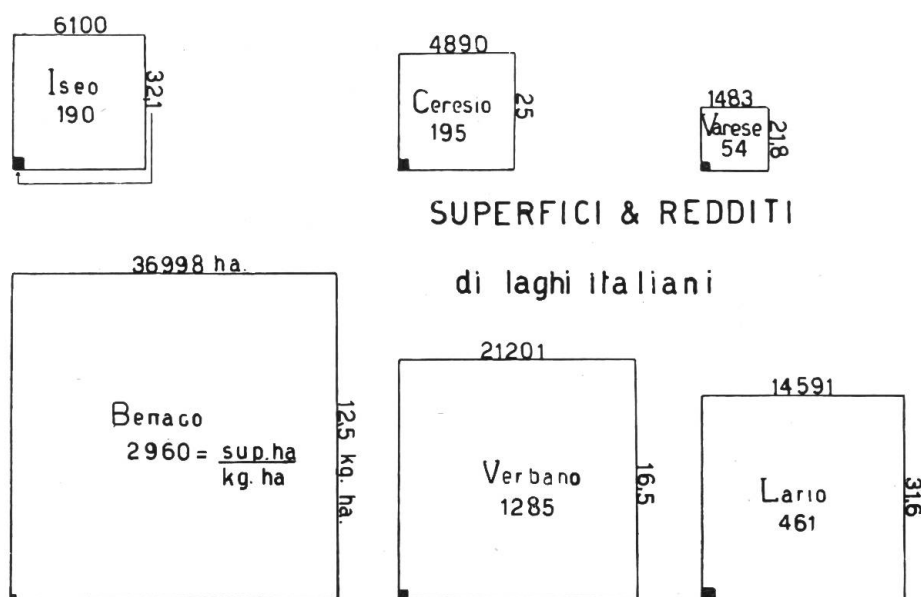 6100
Iseo
190
32,1
4890
Ceresio
195
25
1483
Varese
54
21,8
SUPERFICI & REDDITI
di laghi italiani
36998 ha.
Benaco
2960 = sup.ha
kg. ha
12,5 kg. ha.
21201
Verbano
1285
16,5
14591
Lario
461
31,6